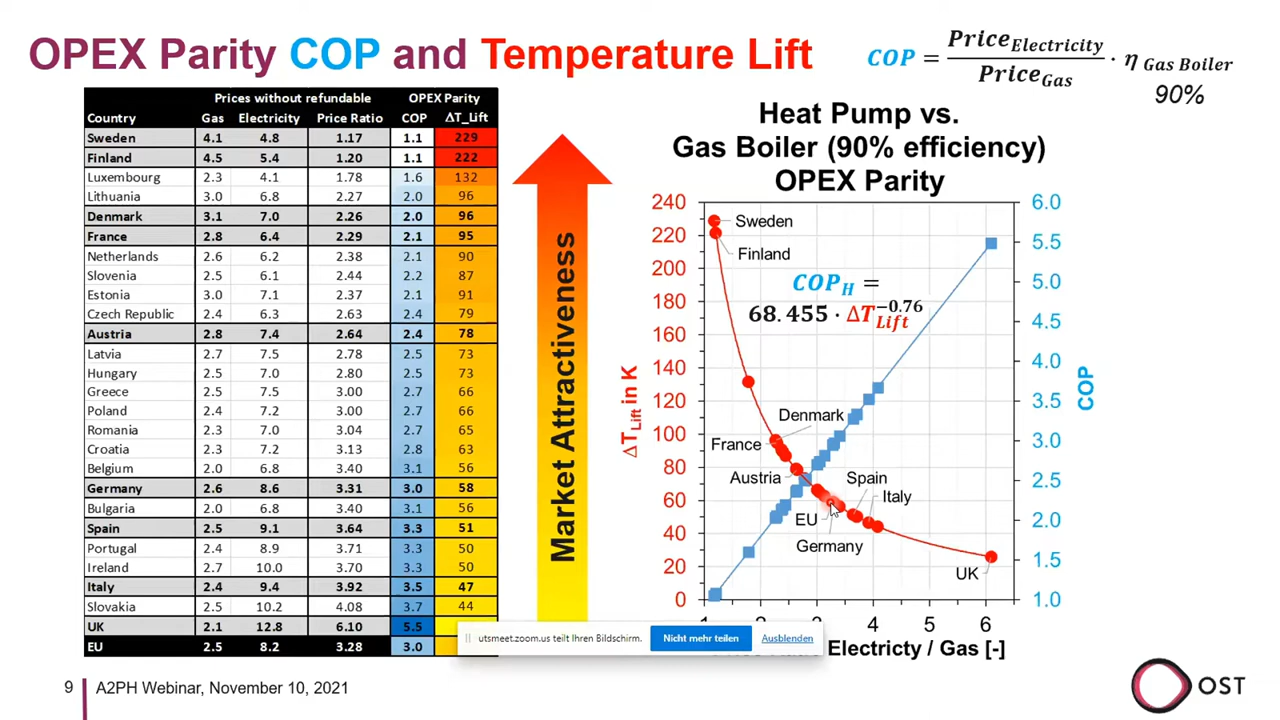 OPEX Parity COP and Temperature Lift
COP = Price Electricity / Price Gas · η Gas Boiler
90%
Prices without refundable OPEX Parity
Country Gas Electricity Price Ratio COP ΔT_Lift
Sweden 4.1 4.8 1.17 1.1 229
Finland 4.5 5.4 1.20 1.1 222
Luxembourg 2.3 4.1 1.78 1.6 132
Lithuania 3.0 6.8 2.27 2.0 96
Denmark 3.1 7.0 2.26 2.0 96
France 2.8 6.4 2.29 2.1 95
Netherlands 2.6 6.2 2.38 2.1 90
Slovenia 2.5 6.1 2.44 2.2 87
Estonia 3.0 7.1 2.37 2.1 91
Czech Republic 2.4 6.3 2.63 2.4 79
Austria 2.8 7.4 2.64 2.4 78
Latvia 2.7 7.5 2.78 2.5 73
Hungary 2.5 7.0 2.80 2.5 73
Greece 2.5 7.5 3.00 2.7 66
Poland 2.4 7.2 3.00 2.7 66
Romania 2.3 7.0 3.04 2.7 65
Croatia 2.3 7.2 3.13 2.8 63
Belgium 2.0 6.8 3.40 3.1 56
Germany 2.6 8.6 3.31 3.0 58
Bulgaria 2.0 6.8 3.40 3.1 56
Spain 2.5 9.1 3.64 3.3 51
Portugal 2.4 8.9 3.71 3.3 50
Ireland 2.7 10.0 3.70 3.3 50
Italy 2.4 9.4 3.92 3.5 47
Slovakia 2.5 10.2 4.08 3.7 44
UK 2.1 12.8 6.10 5.5
EU 2.5 8.2 3.28 3.0
Market Attractiveness
Heat Pump vs.
Gas Boiler (90% efficiency)
OPEX Parity
240
220
200
180
160
140
120
100
80
60
40
20
0
ΔT Lift in K
6.0
5.5
5.0
4.5
4.0
3.5
3.0
2.5
2.0
1.5
1.0
COP
Sweden
Finland
COP H =
68.455 · ΔT Lift ^-0.76
Denmark
France
Austria
Spain
Italy
EU
Germany
UK
2 3 4 5 6
Electricty / Gas [-]
utsmeet.zoom.us teilt Ihren Bildschirm. Nicht mehr teilen Ausblenden
9 A2PH Webinar, November 10, 2021
OST